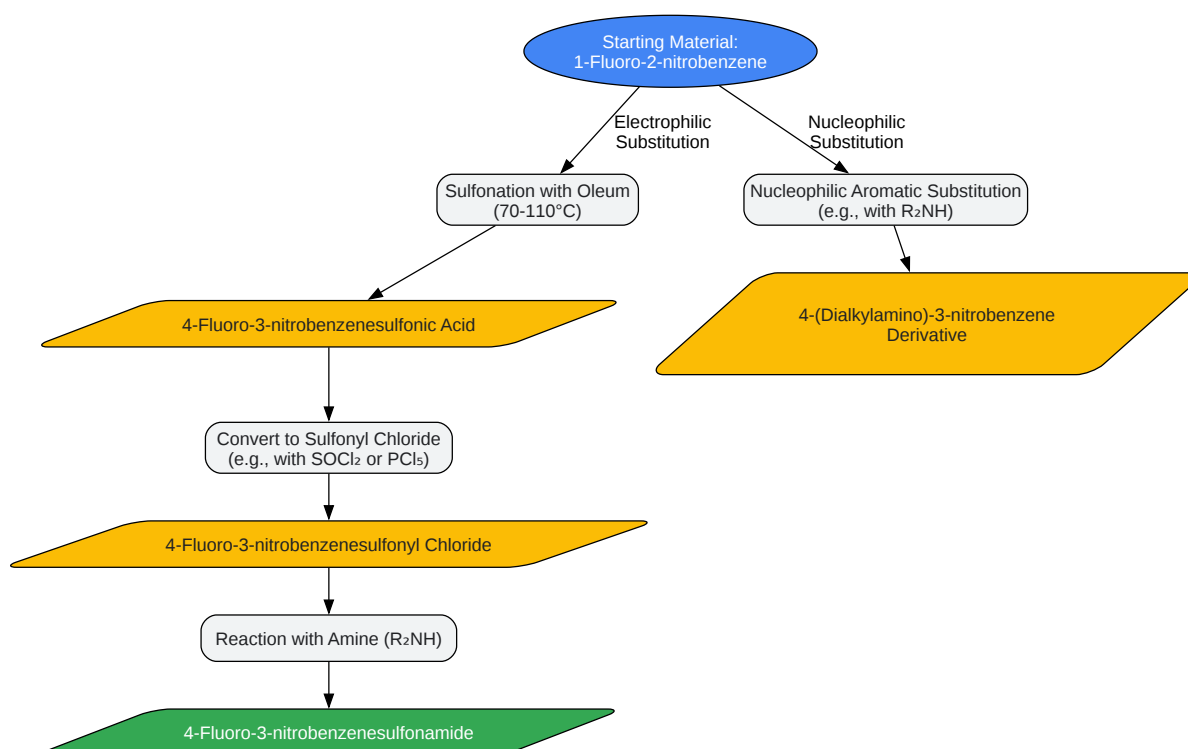 Starting Material:
1-Fluoro-2-nitrobenzene
Electrophilic
Substitution
Nucleophilic
Substitution
Sulfonation with Oleum
(70-110°C)
Nucleophilic Aromatic Substitution
(e.g., with R₂NH)
4-Fluoro-3-nitrobenzenesulfonic Acid
4-(Dialkylamino)-3-nitrobenzene
Derivative
Convert to Sulfonyl Chloride
(e.g., with SOCl₂ or PCl₅)
4-Fluoro-3-nitrobenzenesulfonyl Chloride
Reaction with Amine (R₂NH)
4-Fluoro-3-nitrobenzenesulfonamide